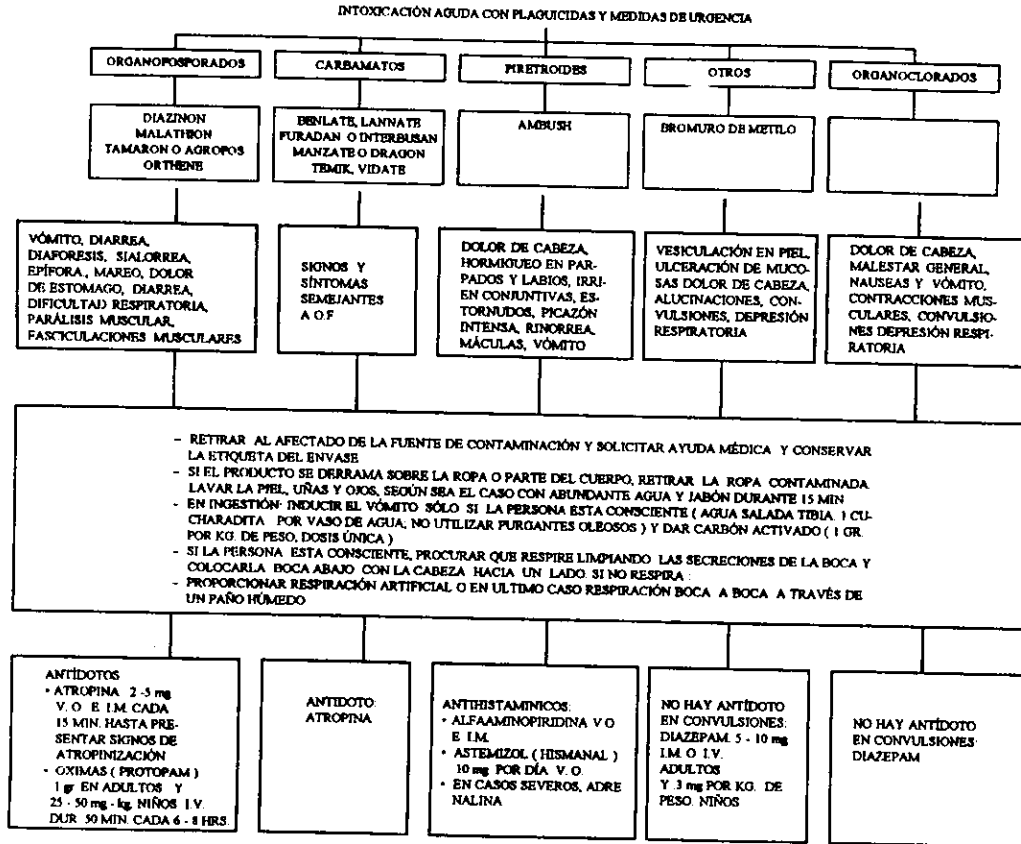 INTOXICACIÓN AGUDA CON PLAGUICIDAS Y MEDIDAS DE URGENCIA
ORGANOFOSFORADOS
CARBAMATOS
PIRETROIDES
OTROS
ORGANOCLORADOS
DIAZINON
MALATHION
TAMARON O AGROFOS
ORTHENE
BENLATE, LANNATE
FURADAN O INTERBUSAN
MANZATE O DRAGON
TEMIK, VIDATE
AMBUSH
BROMURO DE METILO
VÓMITO, DIARREA,
DIAFORESIS, SIALORREA,
EPÍFORA, MAREO, DOLOR
DE ESTOMAGO, DIARREA,
DIFICULTAD RESPIRATORIA,
PARÁLISIS MUSCULAR,
FASCICULACIONES MUSCULARES
SIGNOS Y
SÍNTOMAS
SEMEJANTES
A O.F
DOLOR DE CABEZA,
HORMIGUEO EN PAR-
PADOS Y LABIOS, IRRI-
EN CONJUNTIVAS, ES-
TORNUDOS, PICAZÓN
INTENSA, RINORREA,
MÁCULAS, VÓMITO
VESICULACIÓN EN PIEL,
ULCERACIÓN DE MUCO-
SAS DOLOR DE CABEZA,
ALUCINACIONES, CON-
VULSIONES, DEPRESIÓN
RESPIRATORIA
DOLOR DE CABEZA,
MALESTAR GENERAL,
NAUSEAS Y VÓMITO,
CONTRACCIONES MUS-
CULARES, CONVULSIO-
NES DEPRESIÓN RESPI-
RATORIA
- RETIRAR AL AFECTADO DE LA FUENTE DE CONTAMINACIÓN Y SOLICITAR AYUDA MÉDICA Y CONSERVAR
LA ETIQUETA DEL ENVASE
- SI EL PRODUCTO SE DERRAMA SOBRE LA ROPA O PARTE DEL CUERPO, RETIRAR LA ROPA CONTAMINADA
LAVAR LA PIEL, UÑAS Y OJOS, SEGÚN SEA EL CASO CON ABUNDANTE AGUA Y JABÓN DURANTE 15 MIN
- EN INGESTIÓN: INDUCIR EL VÓMITO SÓLO SI LA PERSONA ESTA CONSCIENTE ( AGUA SALADA TIBIA. 1 CU-
CHARADITA POR VASO DE AGUA, NO UTILIZAR PURGANTES OLEOSOS ) Y DAR CARBÓN ACTIVADO ( 1 GR.
POR KG. DE PESO, DOSIS ÚNICA )
- SI LA PERSONA ESTA CONSCIENTE, PROCURAR QUE RESPIRE LIMPIANDO LAS SECRECIONES DE LA BOCA Y
COLOCARLA BOCA ABAJO CON LA CABEZA HACIA UN LADO. SI NO RESPIRA :
- PROPORCIONAR RESPIRACIÓN ARTIFICIAL O EN ULTIMO CASO RESPIRACIÓN BOCA A BOCA A TRAVÉS DE
UN PAÑO HÚMEDO
ANTÍDOTOS
• ATROPINA 2 -5 mg
V. O E I.M. CADA
15 MIN. HASTA PRE-
SENTAR SIGNOS DE
ATROPINIZACIÓN
• OXIMAS ( PROTOPAM )
1 gr EN ADULTOS Y
25 - 50 mg - kg. NIÑOS I.V.
DUR 50 MIN. CADA 6 - 8 HRS.
ANTIDOTO:
ATROPINA
ANTIHISTAMINICOS:
• ALFAAMINOPIRIDINA V O
E I.M.
• ASTEMIZOL ( HISMANAL )
10 mg POR DÍA V. O.
• EN CASOS SEVEROS, ADRE
NALINA
NO HAY ANTÍDOTO
EN CONVULSIONES:
DIAZEPAM. 5 - 10 mg
I.M. O I.V.
ADULTOS
Y .3 mg POR KG. DE
PESO. NIÑOS
NO HAY ANTÍDOTO
EN CONVULSIONES:
DIAZEPAM